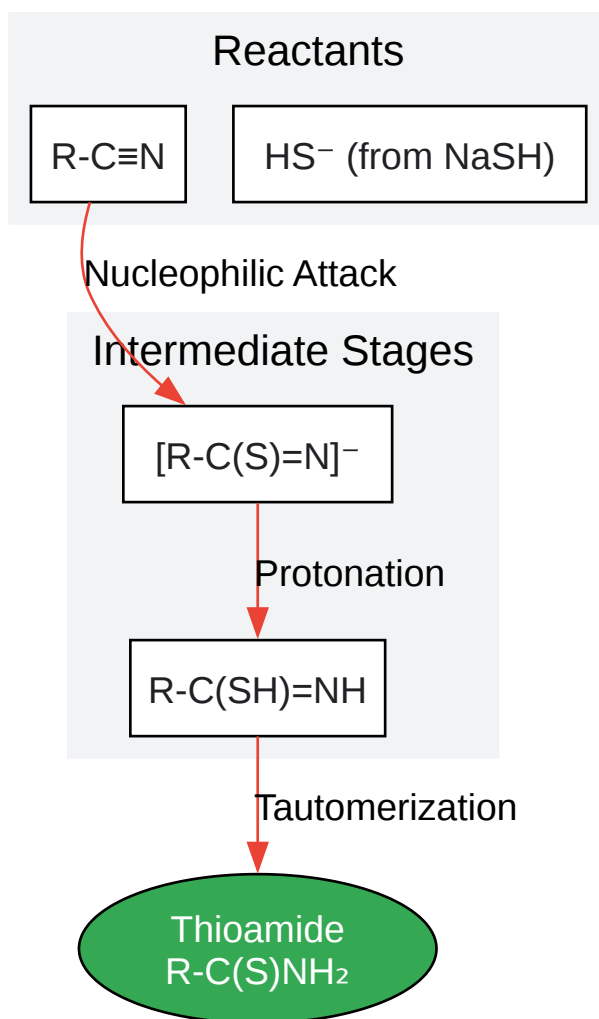 Reactants
R-C≡N
HS⁻ (from NaSH)
Nucleophilic Attack
Intermediate Stages
[R-C(S)=N]⁻
Protonation
R-C(SH)=NH
Tautomerization
Thioamide
R-C(S)NH₂